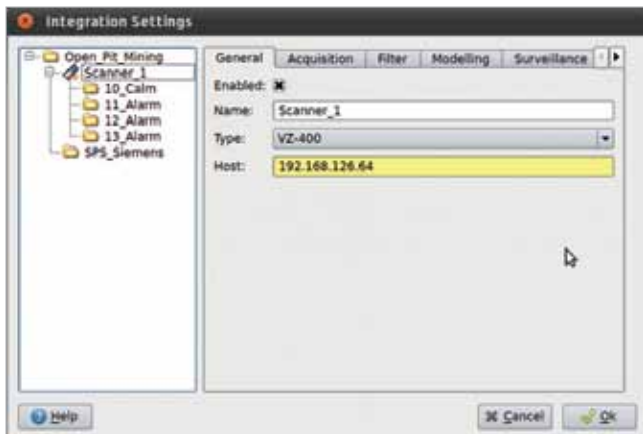 Integration Settings
Open_Pit_Mining
Scanner_1
10_Calm
11_Alarm
12_Alarm
13_Alarm
SPS_Siemens
General Acquisition Filter Modelling Surveillance
Enabled:
Name: Scanner_1
Type: VZ-400
Host: 192.168.126.64
Help Cancel Ok